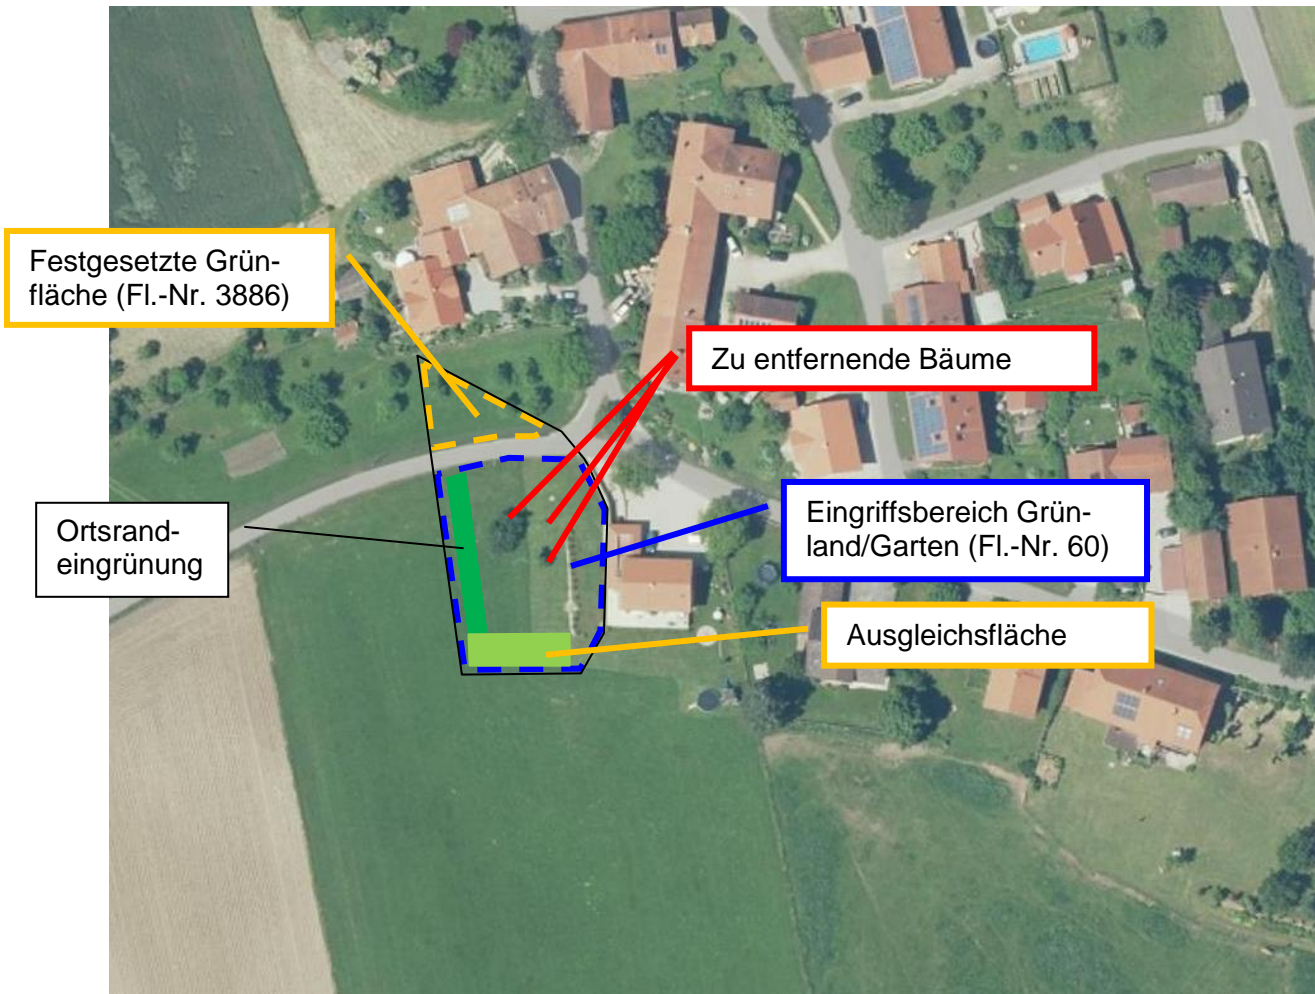 Festgesetzte Grün-
fläche (Fl.-Nr. 3886)
Zu entfernende Bäume
Ortsrand-
eingrünung
Eingriffsbereich Grün-
land/Garten (Fl.-Nr. 60)
Ausgleichsfläche